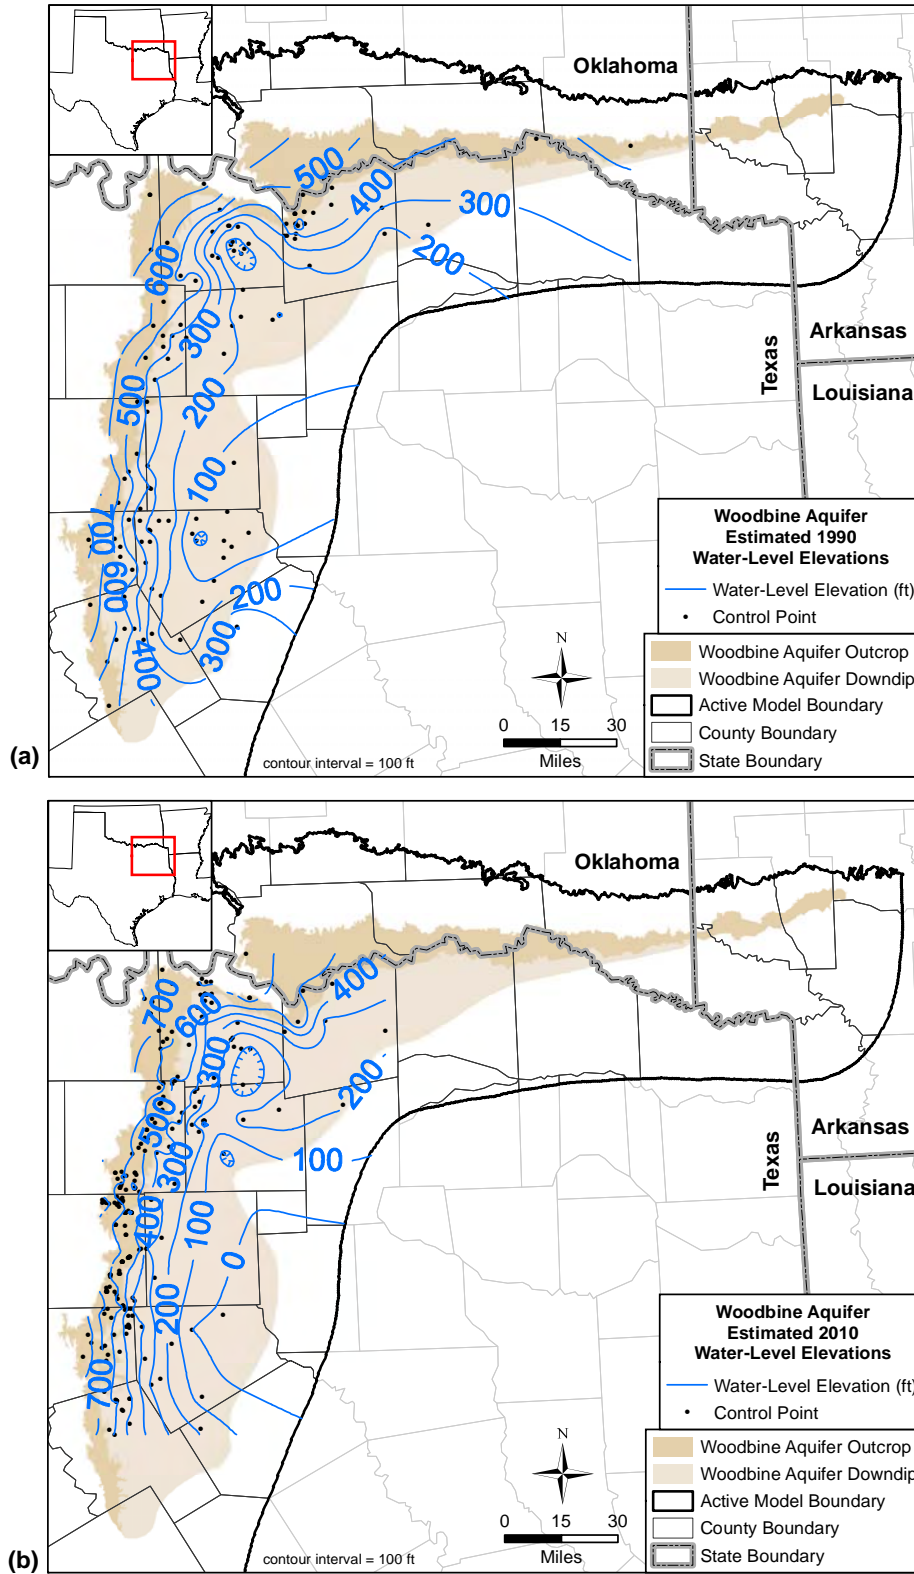 Oklahoma
500
400
300
200
600
300
200
500
100
700
600
200
300
400
Texas
Arkansas
Louisiana
Woodbine Aquifer
Estimated 1990
Water-Level Elevations
Water-Level Elevation (ft)
Control Point
Woodbine Aquifer Outcrop
Woodbine Aquifer Downdip
Active Model Boundary
County Boundary
State Boundary
N
0 15 30
Miles
contour interval = 100 ft
(a)
Oklahoma
400
700
600
300
200
500
300
100
400
100
0
200
700
Texas
Arkansas
Louisiana
Woodbine Aquifer
Estimated 2010
Water-Level Elevations
Water-Level Elevation (ft)
Control Point
Woodbine Aquifer Outcrop
Woodbine Aquifer Downdip
Active Model Boundary
County Boundary
State Boundary
N
0 15 30
Miles
contour interval = 100 ft
(b)